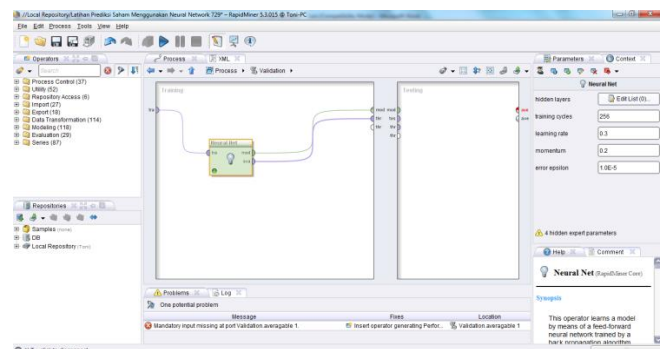 //Local Repository/Latihan Prediksi Saham Menggunakan Neural Network 729* – RapidMiner 5.3.015 @ Toni-PC
File Edit Process Tools View Help
Operators
Process
XML
Parameters
Context
Search
Process
Validation
Process Control (37)
Utility (52)
Repository Access (6)
Import (27)
Export (18)
Data Transformation (114)
Modeling (118)
Evaluation (29)
Series (87)
Training
Testing
Neural Net
tra
mod
exa
Neural Net
hidden layers
Edit List (0)...
training cycles
256
learning rate
0.3
momentum
0.2
error epsilon
1.0E-5
4 hidden expert parameters
Repositories
Samples (none)
DB
Local Repository (Toni)
Problems
Log
One potential problem
Message
Fixes
Location
Mandatory input missing at port Validation.averagable 1.
Insert operator generating Perfor...
Validation.averagable 1
Help
Comment
Neural Net (RapidMiner Core)
Synopsis
This operator learns a model
by means of a feed-forward
neural network trained by a
back propagation algorithm